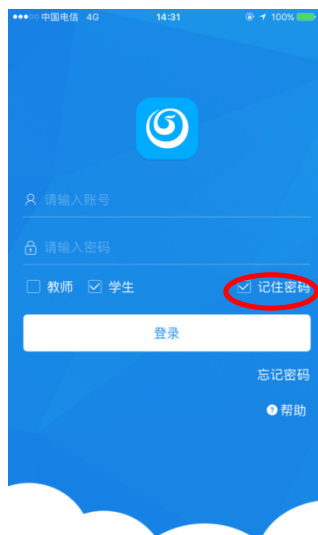 中国电信 4G 14:31 100%
请输入账号
请输入密码
教师 学生 记住密码
登录
忘记密码
? 帮助